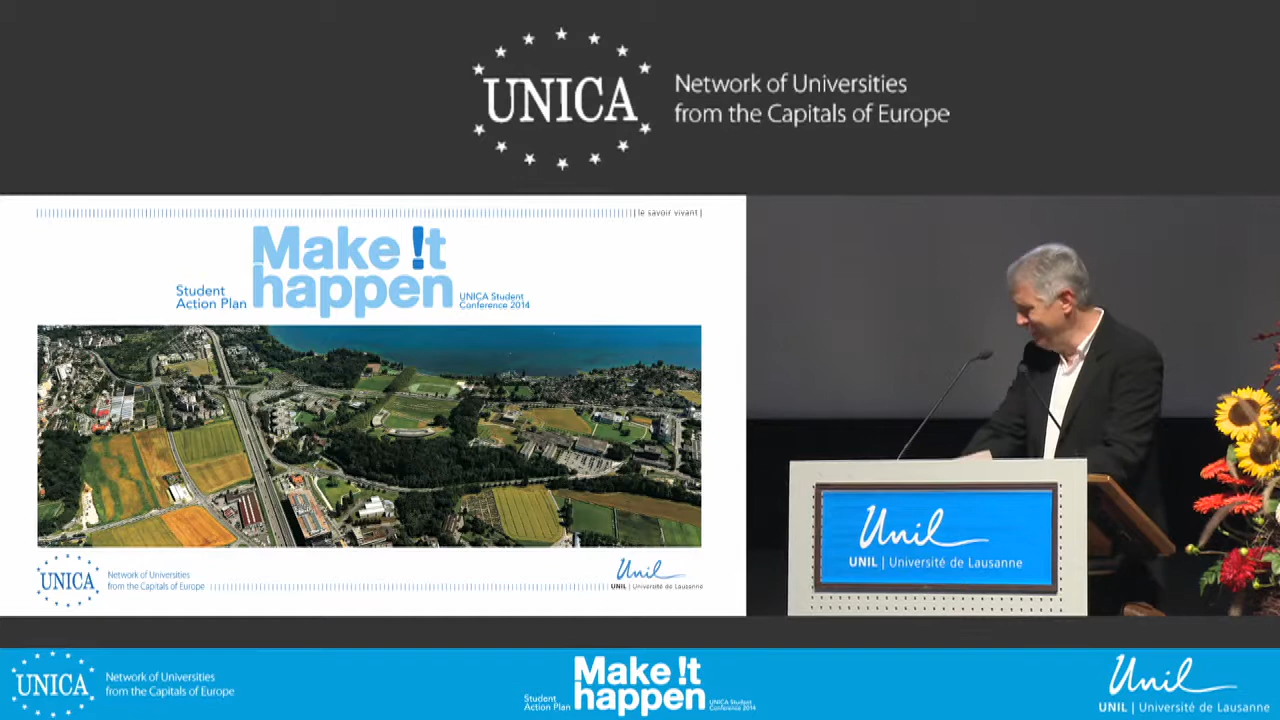 UNICA
Network of Universities
from the Capitals of Europe
| le savoir vivant |
Make !t
happen
Student
Action Plan
UNICA Student
Conference 2014
UNICA
Network of Universities
from the Capitals of Europe
Unil
UNIL | Université de Lausanne
Unil
UNIL | Université de Lausanne
UNICA
Network of Universities
from the Capitals of Europe
Student
Action Plan
Make !t
happen
UNICA Student
Conference 2014
Unil
UNIL | Université de Lausanne